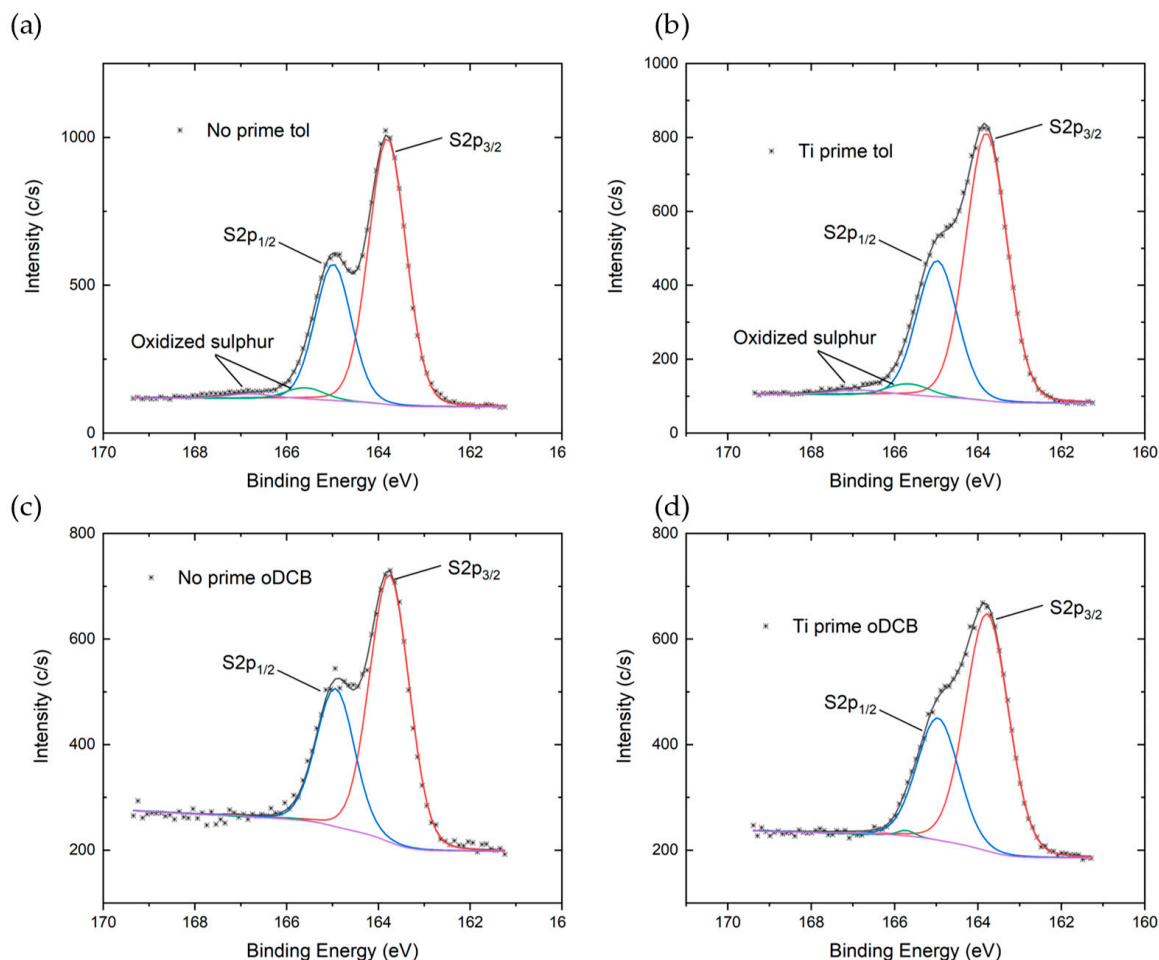 (a)
1000
500
0
170
168
166
164
162
16
Intensity (c/s)
Binding Energy (eV)
No prime tol
S2p3/2
S2p1/2
Oxidized sulphur
(b)
1000
800
600
400
200
0
170
168
166
164
162
160
Intensity (c/s)
Binding Energy (eV)
Ti prime tol
S2p3/2
S2p1/2
Oxidized sulphur
(c)
800
600
400
200
170
168
166
164
162
16
Intensity (c/s)
Binding Energy (eV)
No prime oDCB
S2p3/2
S2p1/2
(d)
800
600
400
200
170
168
166
164
162
160
Intensity (c/s)
Binding Energy (eV)
Ti prime oDCB
S2p3/2
S2p1/2